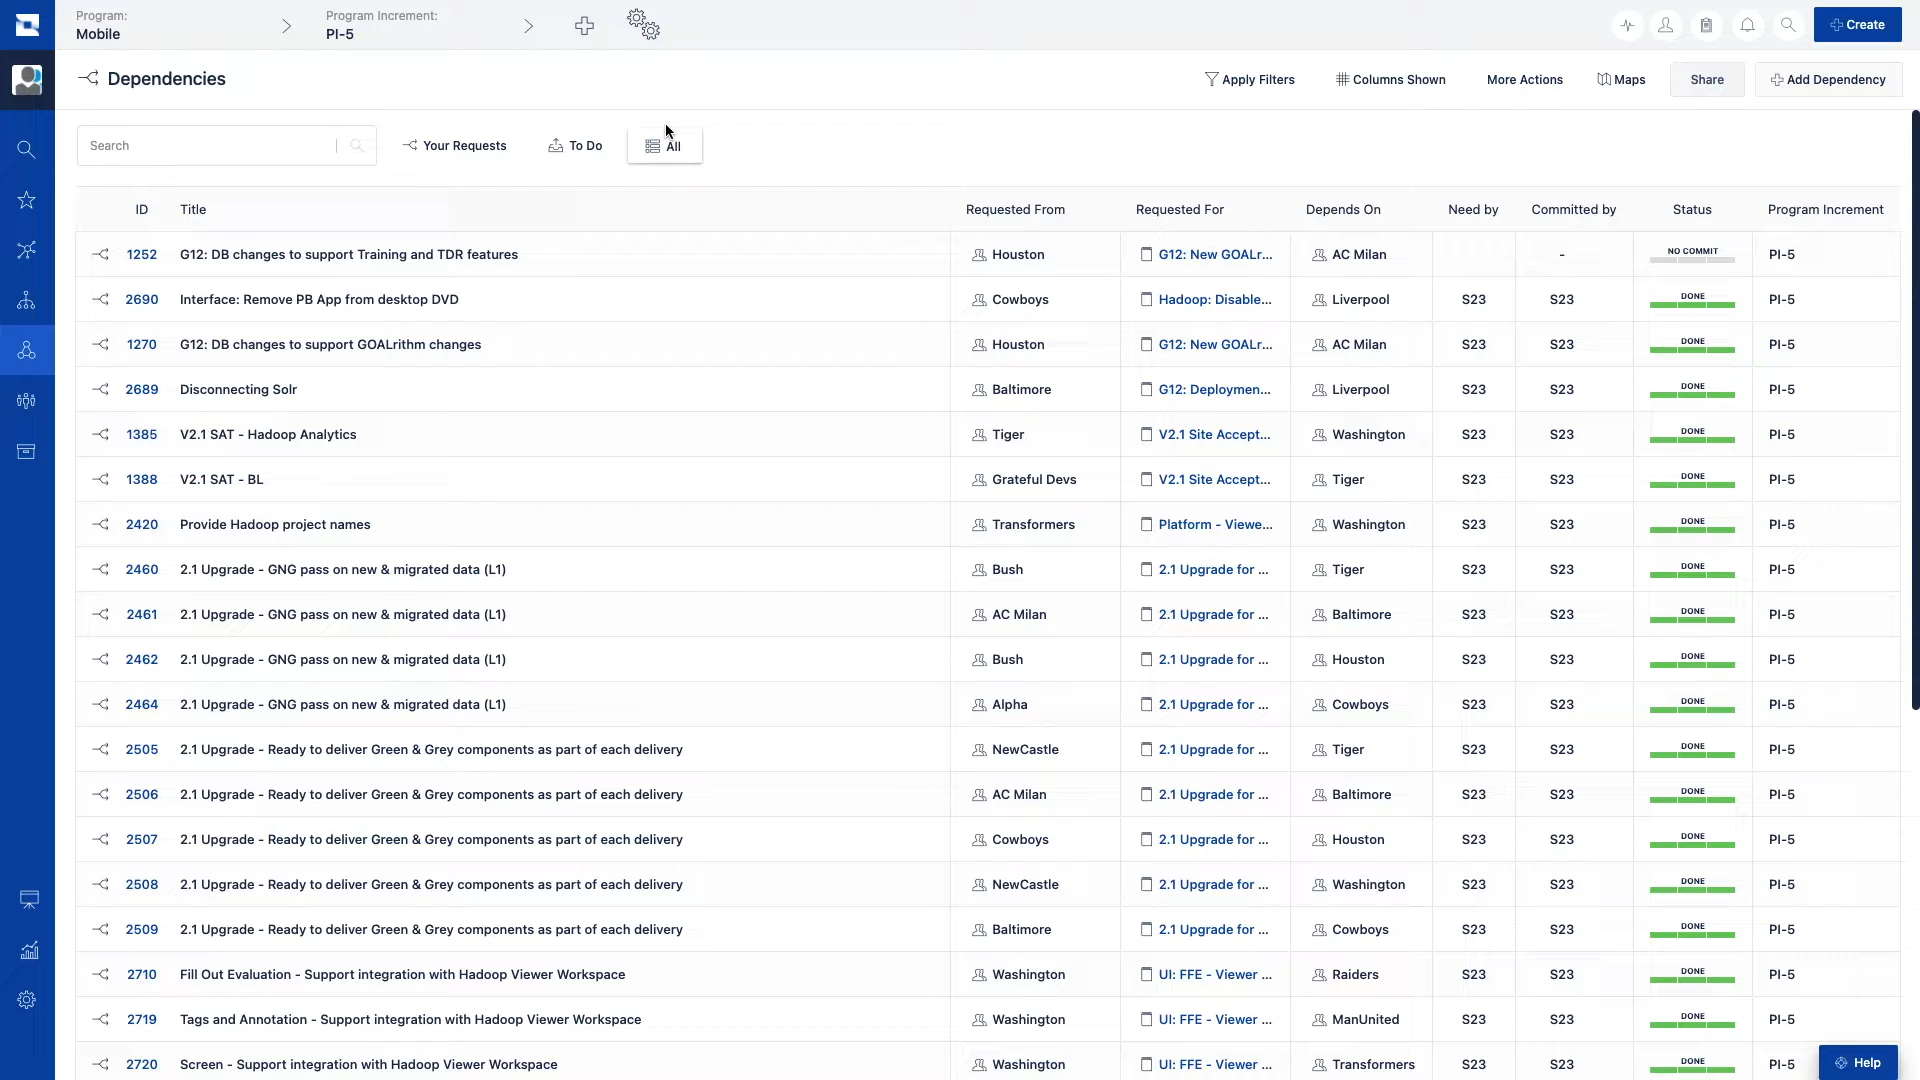 Program:
Mobile
Program Increment:
PI-5
Create
Dependencies
Apply Filters
Columns Shown
More Actions
Maps
Share
Add Dependency
Search
Your Requests
To Do
All
ID Title Requested From Requested For Depends On Need by Committed by Status Program Increment
1252 G12: DB changes to support Training and TDR features Houston G12: New GOALr... AC Milan - NO COMMIT PI-5
2690 Interface: Remove PB App from desktop DVD Cowboys Hadoop: Disable... Liverpool S23 S23 DONE PI-5
1270 G12: DB changes to support GOALrithm changes Houston G12: New GOALr... AC Milan S23 S23 DONE PI-5
2689 Disconnecting Solr Baltimore G12: Deploymen... Liverpool S23 S23 DONE PI-5
1385 V2.1 SAT - Hadoop Analytics Tiger V2.1 Site Accept... Washington S23 S23 DONE PI-5
1388 V2.1 SAT - BL Grateful Devs V2.1 Site Accept... Tiger S23 S23 DONE PI-5
2420 Provide Hadoop project names Transformers Platform - Viewe... Washington S23 S23 DONE PI-5
2460 2.1 Upgrade - GNG pass on new & migrated data (L1) Bush 2.1 Upgrade for ... Tiger S23 S23 DONE PI-5
2461 2.1 Upgrade - GNG pass on new & migrated data (L1) AC Milan 2.1 Upgrade for ... Baltimore S23 S23 DONE PI-5
2462 2.1 Upgrade - GNG pass on new & migrated data (L1) Bush 2.1 Upgrade for ... Houston S23 S23 DONE PI-5
2464 2.1 Upgrade - GNG pass on new & migrated data (L1) Alpha 2.1 Upgrade for ... Cowboys S23 S23 DONE PI-5
2505 2.1 Upgrade - Ready to deliver Green & Grey components as part of each delivery NewCastle 2.1 Upgrade for ... Tiger S23 S23 DONE PI-5
2506 2.1 Upgrade - Ready to deliver Green & Grey components as part of each delivery AC Milan 2.1 Upgrade for ... Baltimore S23 S23 DONE PI-5
2507 2.1 Upgrade - Ready to deliver Green & Grey components as part of each delivery Cowboys 2.1 Upgrade for ... Houston S23 S23 DONE PI-5
2508 2.1 Upgrade - Ready to deliver Green & Grey components as part of each delivery NewCastle 2.1 Upgrade for ... Washington S23 S23 DONE PI-5
2509 2.1 Upgrade - Ready to deliver Green & Grey components as part of each delivery Baltimore 2.1 Upgrade for ... Cowboys S23 S23 DONE PI-5
2710 Fill Out Evaluation - Support integration with Hadoop Viewer Workspace Washington UI: FFE - Viewer ... Raiders S23 S23 DONE PI-5
2719 Tags and Annotation - Support integration with Hadoop Viewer Workspace Washington UI: FFE - Viewer ... ManUnited S23 S23 DONE PI-5
2720 Screen - Support integration with Hadoop Viewer Workspace Washington UI: FFE - Viewer ... Transformers S23 S23 DONE PI-5
Help